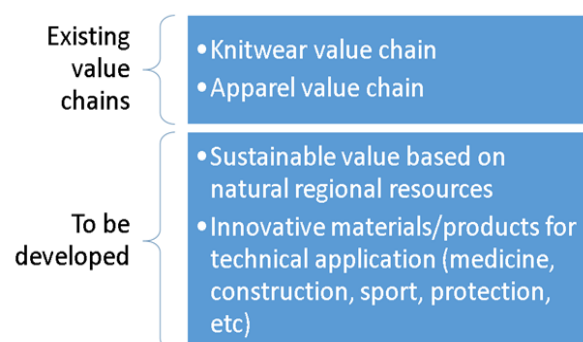 Existing
value
chains
•Knitwear value chain
•Apparel value chain
To be
developed
•Sustainable value based on
natural regional resources
•Innovative materials/products for
technical application (medicine,
construction, sport, protection,
etc)